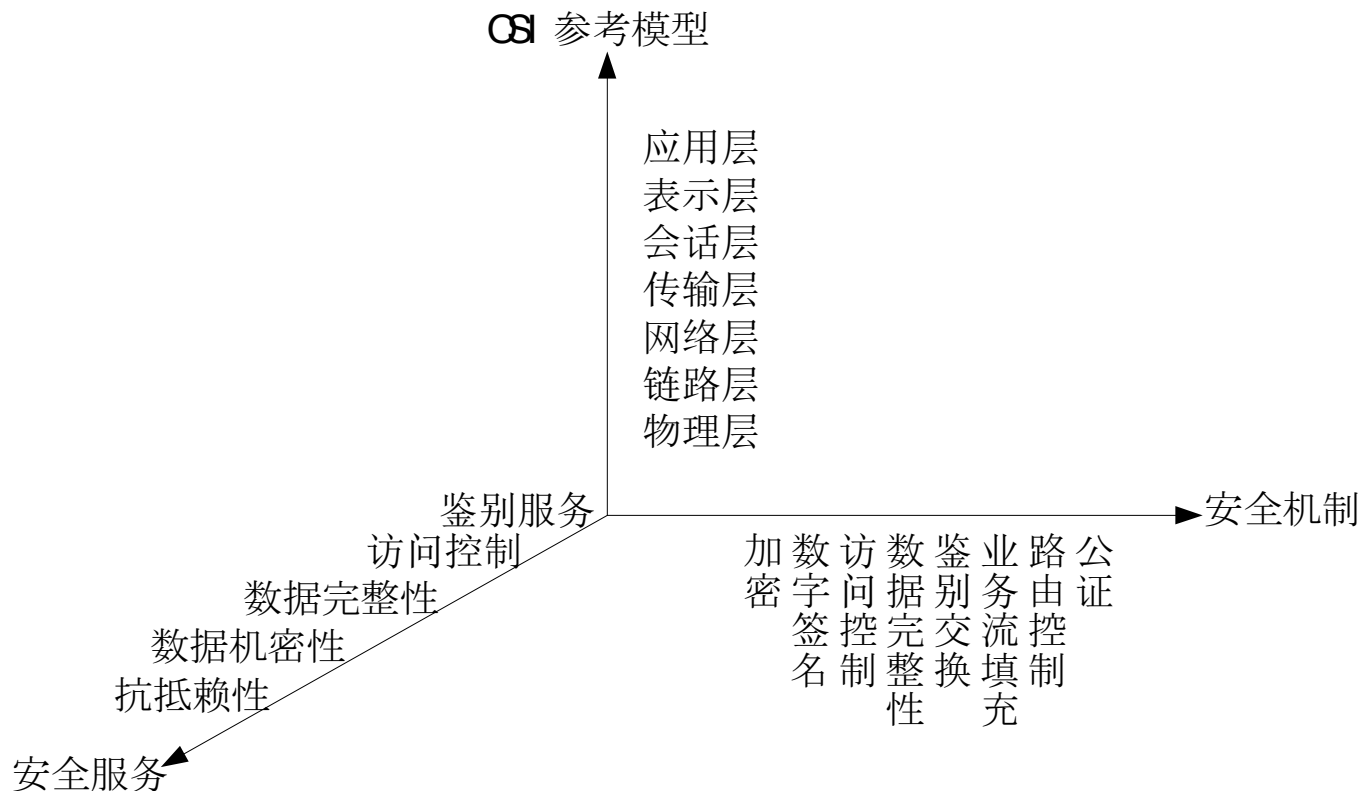 OSI 参考模型
应用层
表示层
会话层
传输层
网络层
链路层
物理层
鉴别服务
访问控制
数据完整性
数据机密性
抗抵赖性
安全服务
安全机制
加密
数字签名
访问控制
数据完整性
鉴别交换
业务流填充
路由控制
公证